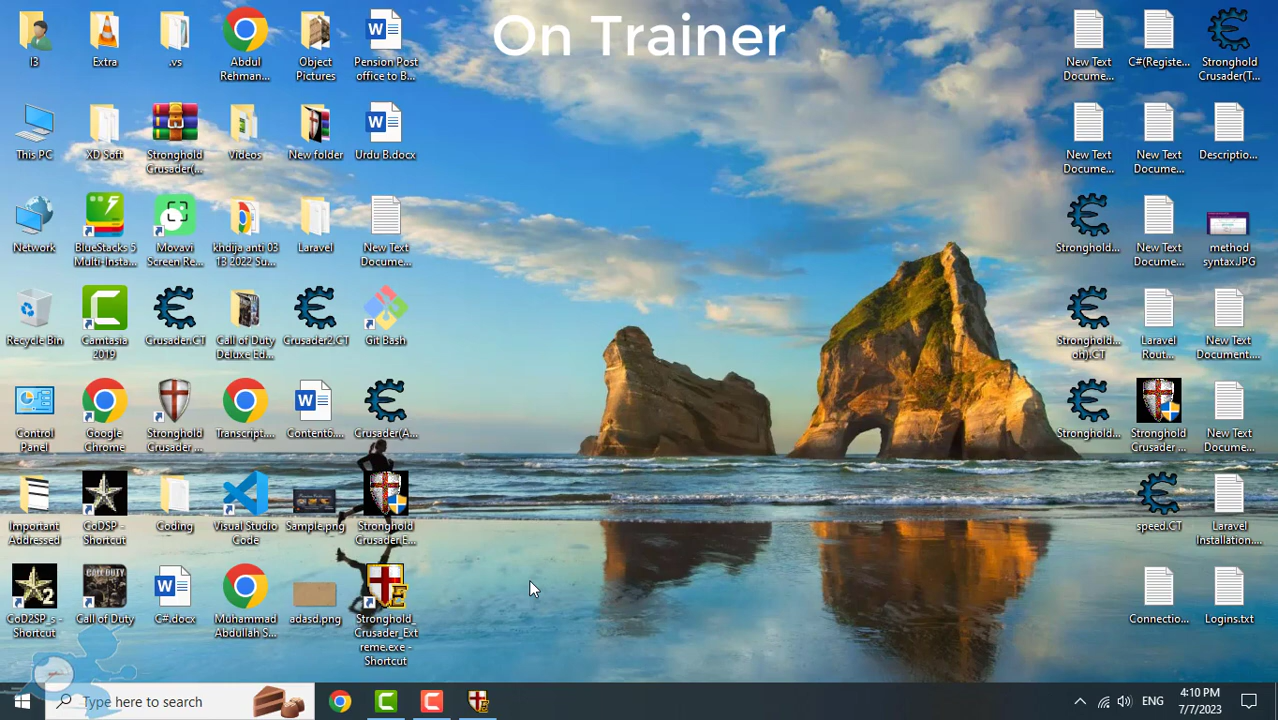 On Trainer
I3
Extra
.vs
Abdul
Rehman...
Object
Pictures
Pension Post
office to B...
New Text
Docume...
C#(Registe...
Stronghold
Crusader(T...
This PC
XD Soft
Stronghold
Crusader(...
Videos
New folder
Urdu B.docx
New Text
Docume...
New Text
Docume...
Descriptio...
Network
BlueStacks 5
Multi-Insta...
Movavi
Screen Re...
khdija anti 03
13 2022 Su...
Laravel
New Text
Docume...
Stronghold...
New Text
Docume...
method
syntax.JPG
Recycle Bin
Camtasia
2019
Crusader.CT
Call of Duty
Deluxe Ed...
Crusader2.CT
Git Bash
Stronghold...
oh).CT
Laravel
Rout...
New Text
Document....
Control
Panel
Google
Chrome
Stronghold
Crusader ...
Transcript....
Content6....
Crusader(A...
Stronghold...
Stronghold
Crusader ...
New Text
Docume...
Important
Addressed
CoDSP -
Shortcut
Coding
Visual Studio
Code
Sample.png
Stronghold
Crusader.E...
speed.CT
Laravel
Installation....
CoD2SP_s -
Shortcut
Call of Duty
C#.docx
Muhammad
Abdullah S...
adasd.png
Stronghold_
Crusader_Ext
reme.exe -
Shortcut
Connectio...
Logins.txt
Type here to search
ENG
4:10 PM
7/7/2023